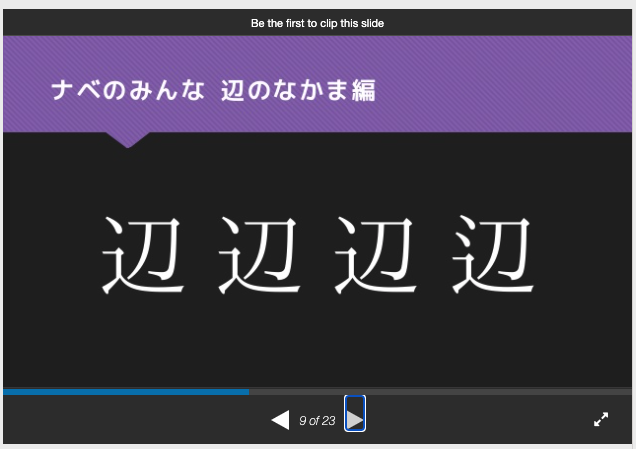 Be the first to clip this slide
ナベのみんな 辺のなかま編
辺 辺 辺 辺
9 of 23